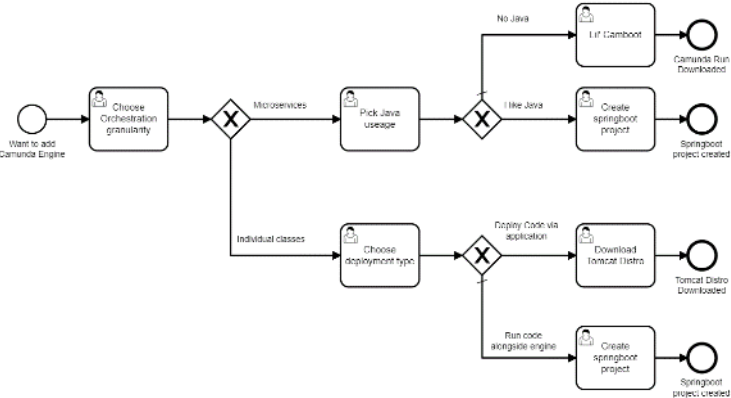 No Java
Lil' Camboot
Camunda Run
Downloaded
Want to add
Camunda Engine
Choose
Orchestration
granularity
X
Microservices
Pick Java
useage
X
I like Java
Create
springboot
project
Springboot
project created
Individual classes
Choose
deployment type
X
Deploy Code via
application
Download
Tomcat Distro
Tomcat Distro
Downloaded
Run code
alongside engine
Create
springboot
project
Springboot
project created